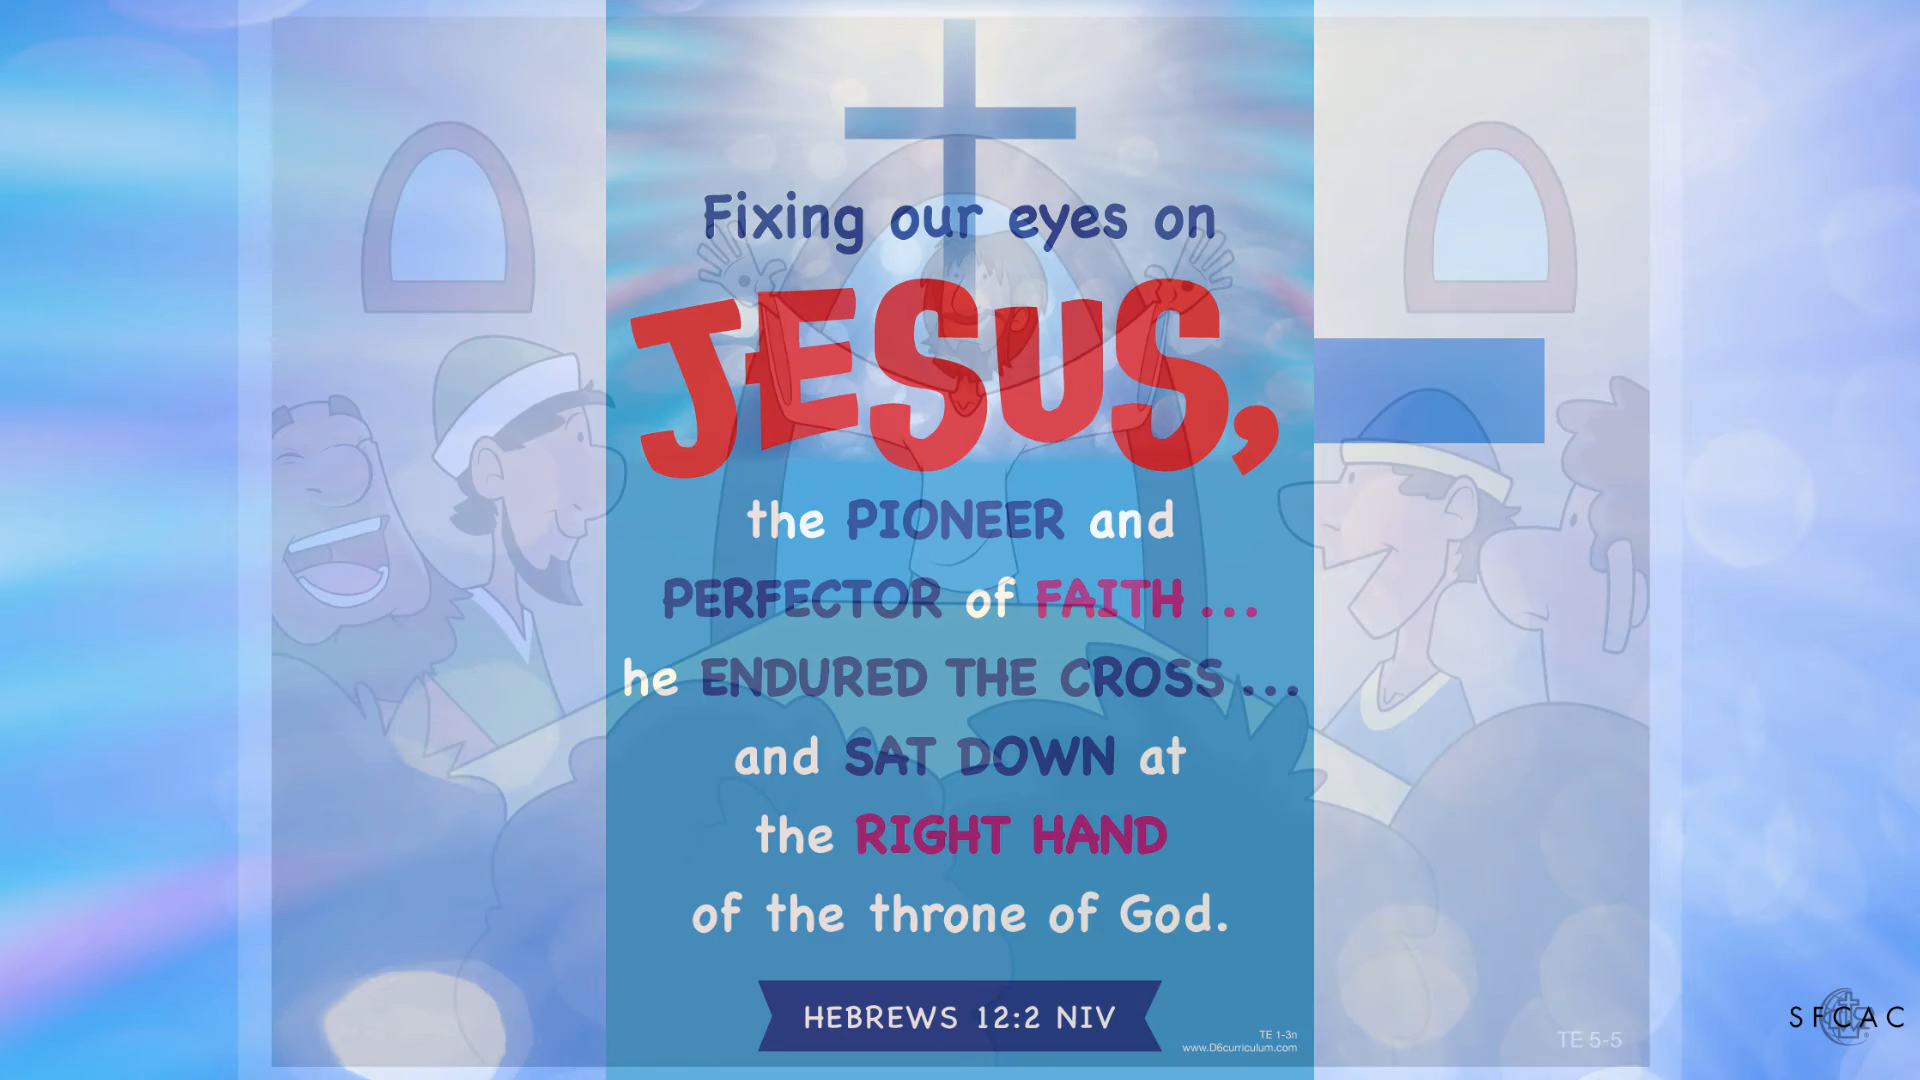 Fixing our eyes on
JESUS,
the PIONEER and
PERFECTOR of FAITH ...
he ENDURED THE CROSS ...
and SAT DOWN at
the RIGHT HAND
of the throne of God.
HEBREWS 12:2 NIV
TE 1-3n
www.D6curriculum.com
TE 5-5
SFCAC